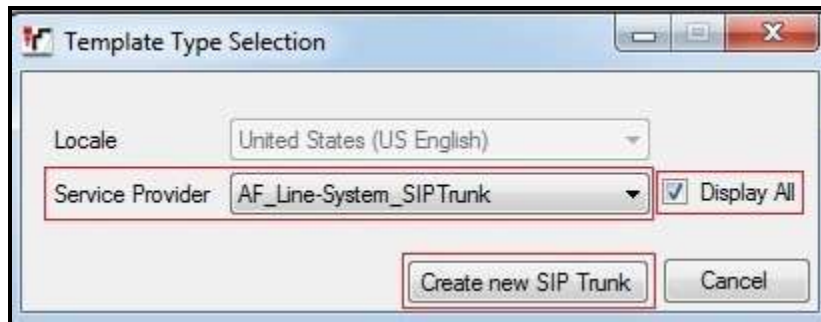 Template Type Selection
Locale United States (US English)
Service Provider AF_Line-System_SIPTrunk Display All
Create new SIP Trunk Cancel